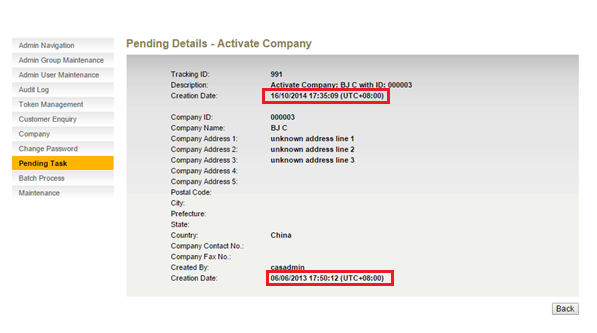 Pending Details - Activate Company
Admin Navigation
Admin Group Maintenance
Admin User Maintenance
Audit Log
Token Management
Customer Enquiry
Company
Change Password
Pending Task
Batch Process
Maintenance
Tracking ID: 991
Description: Activate Company: BJ C with ID: 000003
Creation Date: 16/10/2014 17:35:09 (UTC+08:00)
Company ID: 000003
Company Name: BJ C
Company Address 1: unknown address line 1
Company Address 2: unknown address line 2
Company Address 3: unknown address line 3
Company Address 4:
Company Address 5:
Postal Code:
City:
Prefecture:
State:
Country: China
Company Contact No.:
Company Fax No.:
Created By: casadmin
Creation Date: 06/06/2013 17:50:12 (UTC+08:00)
Back